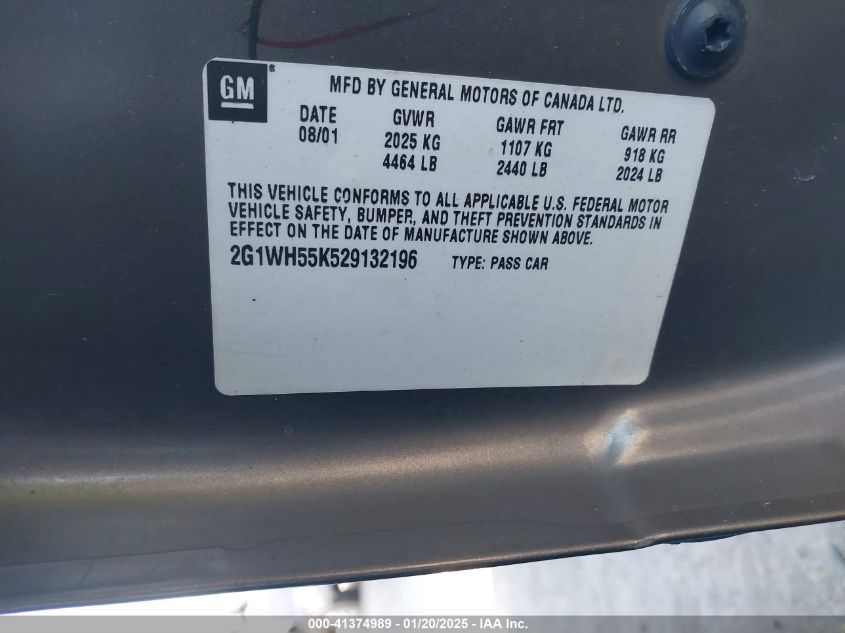 GM®
MFD BY GENERAL MOTORS OF CANADA LTD.
DATE GVWR GAWR FRT GAWR RR
08/01 2025 KG 1107 KG 918 KG
4464 LB 2440 LB 2024 LB
THIS VEHICLE CONFORMS TO ALL APPLICABLE U.S. FEDERAL MOTOR
VEHICLE SAFETY, BUMPER, AND THEFT PREVENTION STANDARDS IN
EFFECT ON THE DATE OF MANUFACTURE SHOWN ABOVE.
2G1WH55K529132196 TYPE: PASS CAR
000-41374989 — 01/20/2025 — IAA Inc.